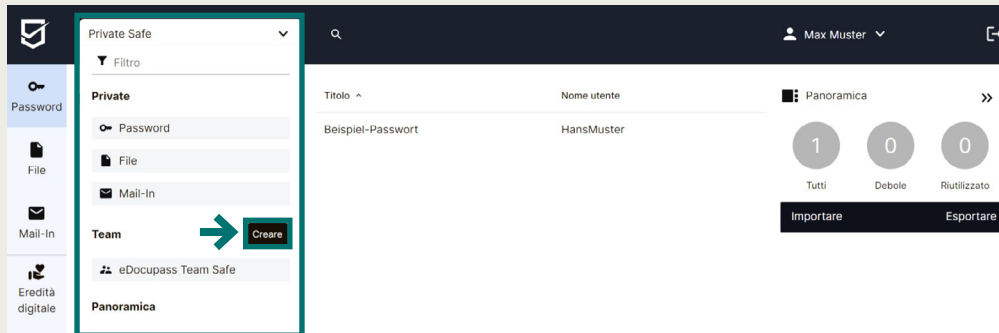 Private Safe
Max Muster
Filtro
Password
Private
Titolo
Nome utente
Panoramica
Password
Beispiel-Passwort
HansMuster
File
File
1
0
0
Mail-In
Tutti
Debole
Riutilizzato
Mail-In
Team
Creare
Importare
Esportare
eDocupass Team Safe
Eredità
digitale
Panoramica